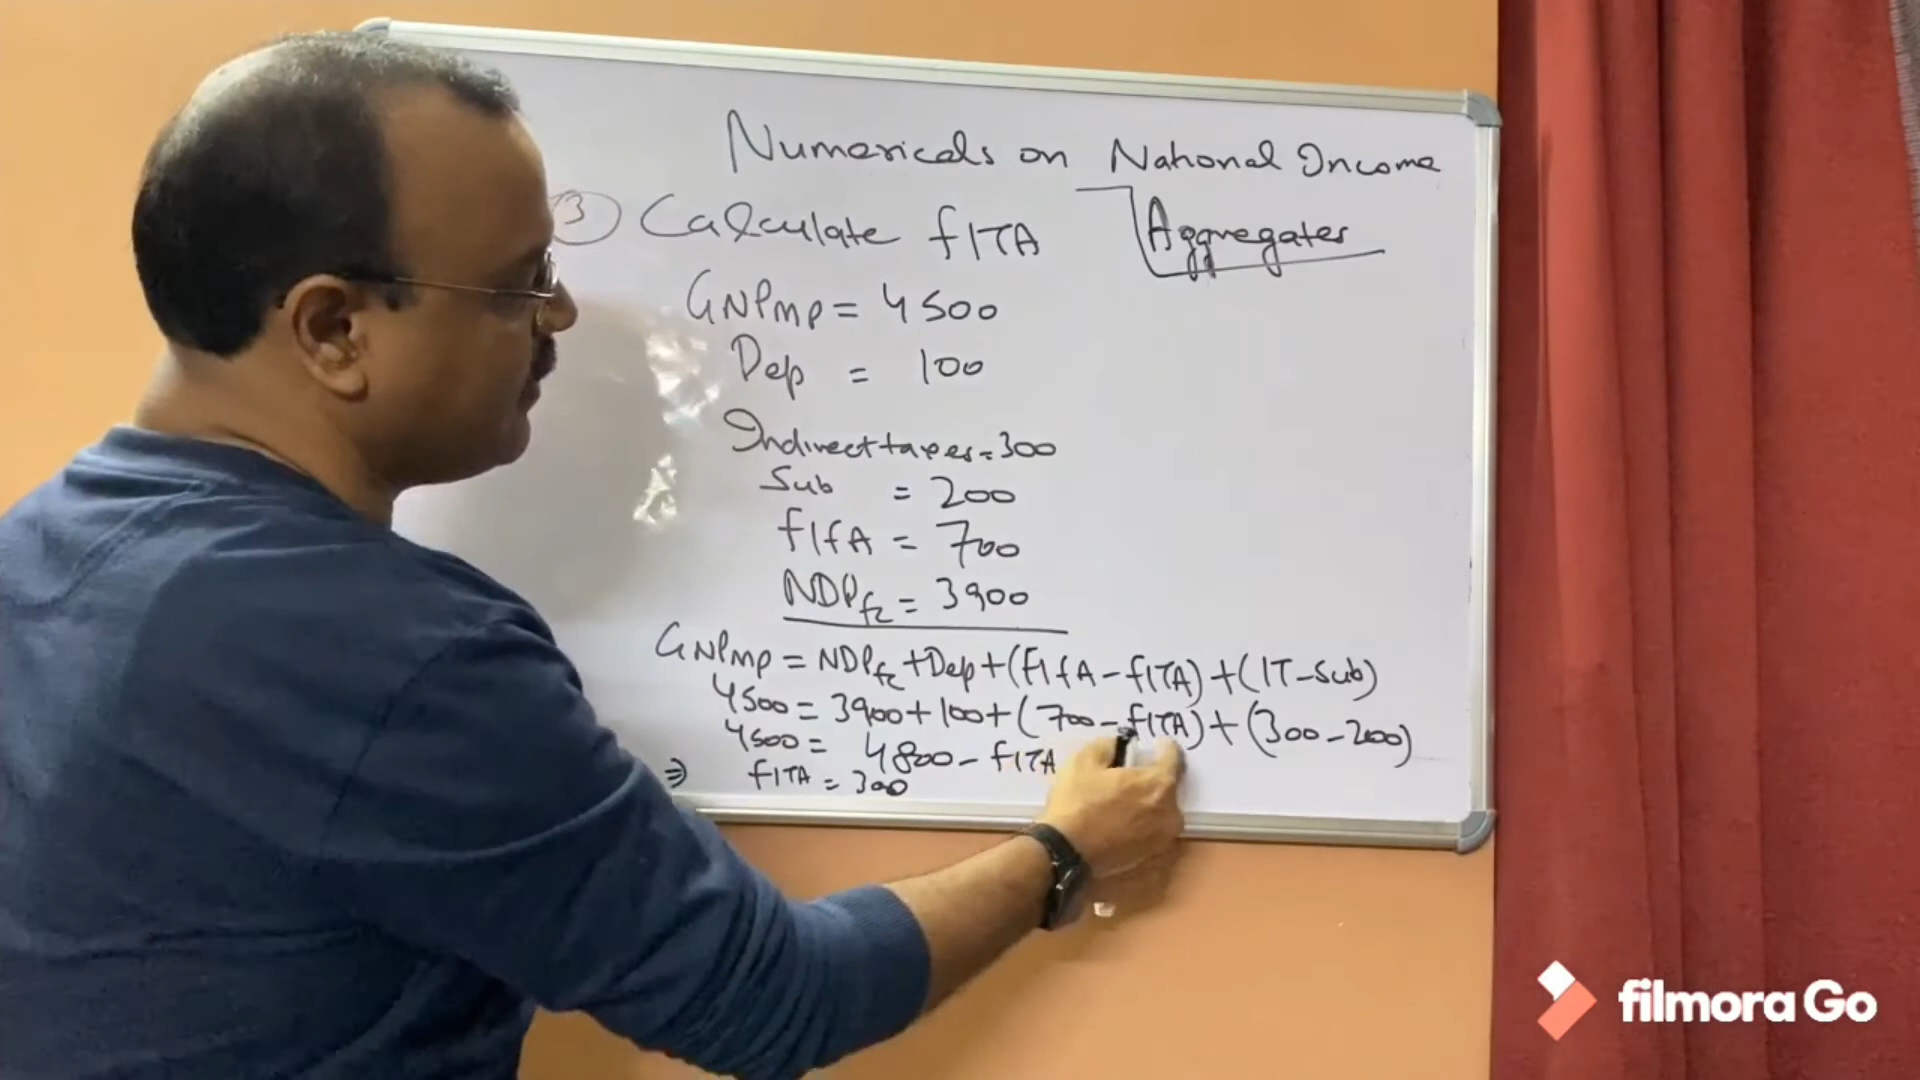 Numericals on National Income
Aggregates
3 Calculate fITA
GNPMP = 4500
Dep = 100
Indirect taxes = 300
Sub = 200
fIfA = 700
NDPfc = 3900
GNPMP = NDPfc + Dep + (FIfA - fITA) + (IT - Sub)
4500 = 3900 + 100 + (700 - fITA) + (300 - 200)
4500 = 4800 - fITA
⇒ fITA = 300
filmora Go